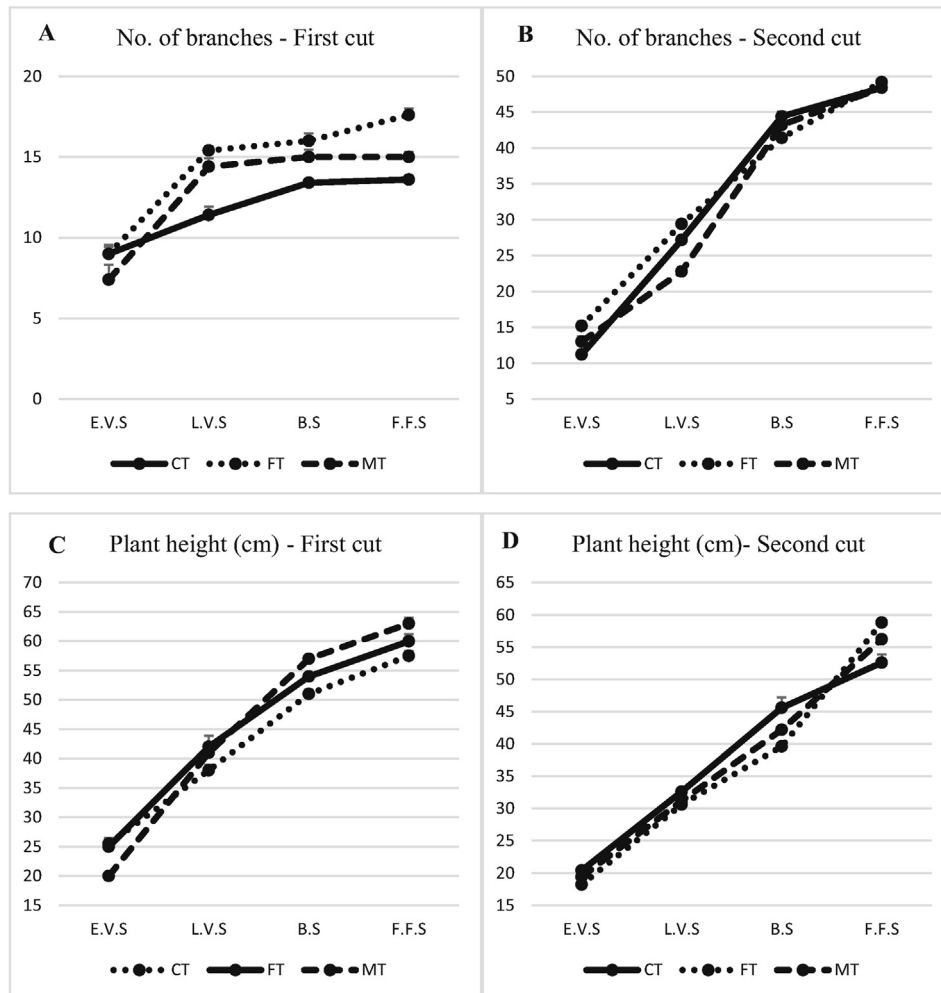 A
No. of branches - First cut
20
15
10
5
0
E.V.S L.V.S B.S F.F.S
CT FT MT
B
No. of branches - Second cut
50
45
40
35
30
25
20
15
10
5
E.V.S L.V.S B.S F.F.S
CT FT MT
C
Plant height (cm) - First cut
70
65
60
55
50
45
40
35
30
25
20
15
E.V.S L.V.S B.S F.F.S
CT FT MT
D
Plant height (cm)- Second cut
65
60
55
50
45
40
35
30
25
20
15
E.V.S L.V.S B.S F.F.S
CT FT MT